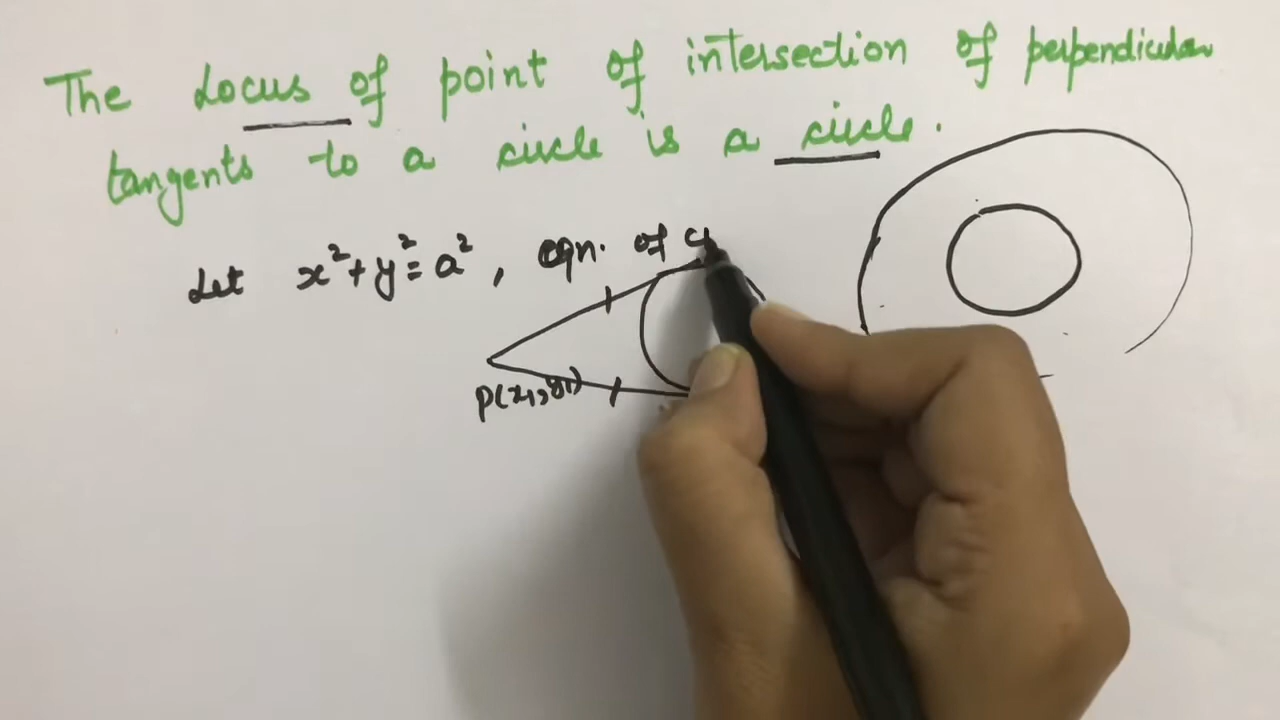 The Locus of point of intersection of perpendicular
tangents to a circle is a circle.
Let x²+y²=a², eqn. of ci
P(x₁,y₁)